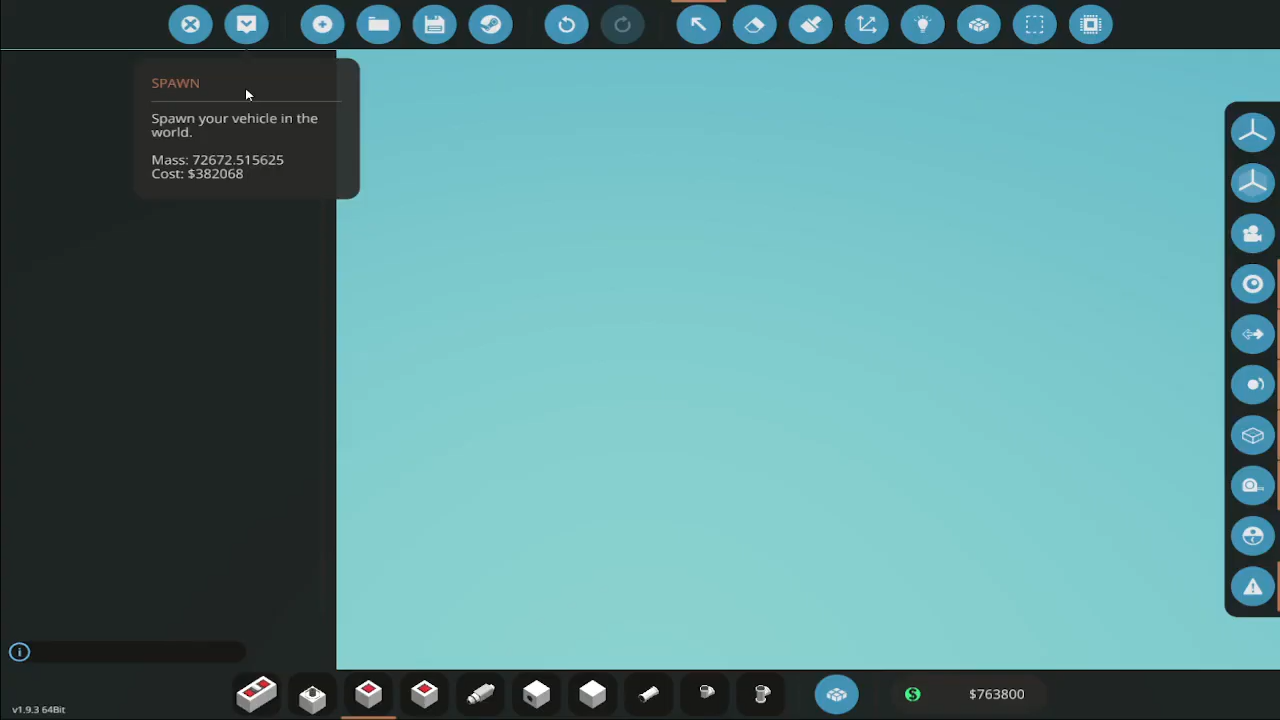 SPAWN
Spawn your vehicle in the
world.
Mass: 72672.515625
Cost: $382068
$763800
v1.9.3 64Bit